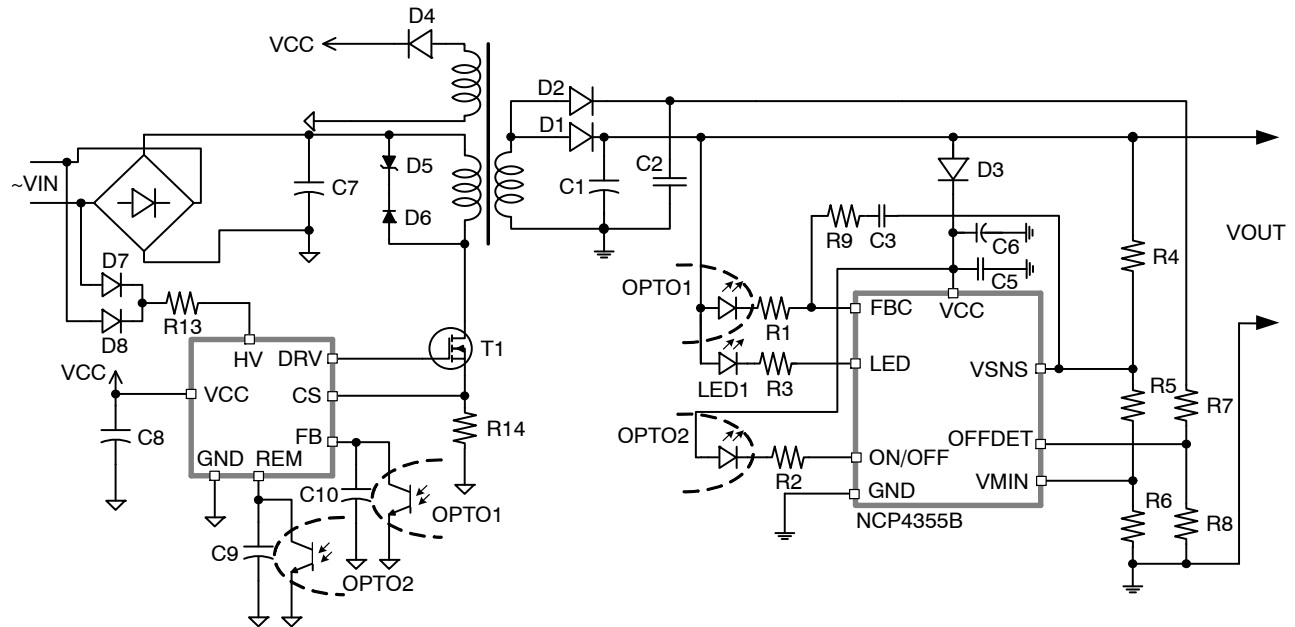 D4
VCC
D2
D1
D5
C2
D3
~VIN
C7
C1
D6
R9
C3
C6
VOUT
R4
D7
OPTO1
C5
R13
R1
FBC
VCC
D8
T1
HV
DRV
LED
VSNS
VCC
VCC
CS
LED1
R3
R5
R7
C8
FB
R14
OPTO2
OFFDET
GND
REM
ON/OFF
C10
R2
VMIN
GND
OPTO1
R6
NCP4355B
R8
C9
OPTO2